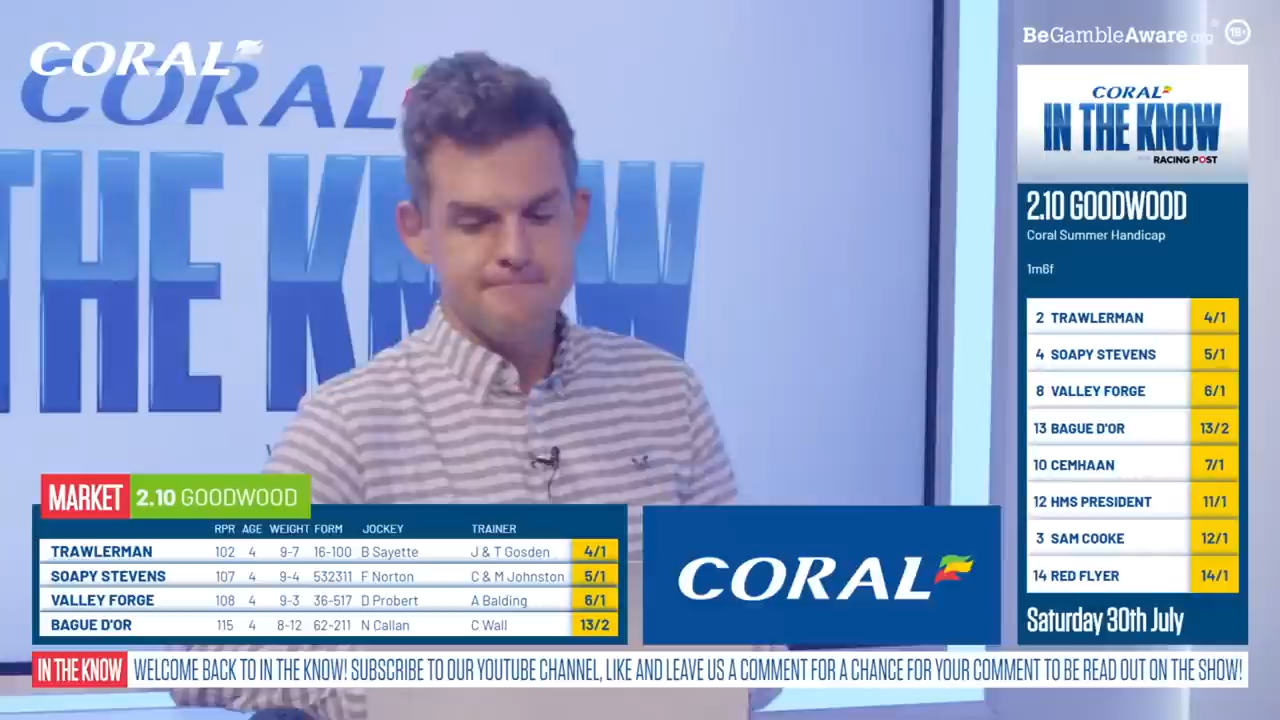 CORAL
CORAL
THE KNOW
BeGambleAware.org 18+
CORAL
IN THE KNOW
RACING POST
2.10 GOODWOOD
Coral Summer Handicap
1m6f
2 TRAWLERMAN 4/1
4 SOAPY STEVENS 5/1
8 VALLEY FORGE 6/1
13 BAGUE D'OR 13/2
10 CEMHAAN 7/1
12 HMS PRESIDENT 11/1
3 SAM COOKE 12/1
14 RED FLYER 14/1
Saturday 30th July
MARKET 2.10 GOODWOOD
RPR AGE WEIGHT FORM JOCKEY TRAINER
TRAWLERMAN 102 4 9-7 16-100 B Sayette J & T Gosden 4/1
SOAPY STEVENS 107 4 9-4 532311 F Norton C & M Johnston 5/1
VALLEY FORGE 108 4 9-3 36-517 D Probert A Balding 6/1
BAGUE D'OR 115 4 8-12 62-211 N Callan C Wall 13/2
CORAL
IN THE KNOW WELCOME BACK TO IN THE KNOW! SUBSCRIBE TO OUR YOUTUBE CHANNEL, LIKE AND LEAVE US A COMMENT FOR A CHANCE FOR YOUR COMMENT TO BE READ OUT ON THE SHOW!